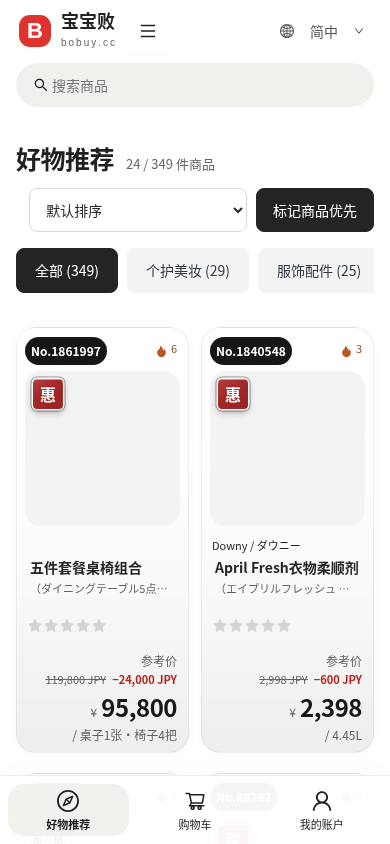 B 宝宝败
bobuy.cc
简中
搜索商品
好物推荐 24 / 349 件商品
默认排序 标记商品优先
全部 (349) 个护美妆 (29) 服饰配件 (25)
No.1861997 6
惠
五件套餐桌椅组合
（ダイニングテーブル5点…
参考价
119,800 JPY −24,000 JPY
¥ 95,800
/ 桌子1张・椅子4把
No.1840548 3
惠
Downy / ダウニー
April Fresh衣物柔顺剂
（エイプリルフレッシュ …
参考价
2,998 JPY −600 JPY
¥ 2,398
/ 4.45L
No.88262
好物推荐 购物车 我的账户